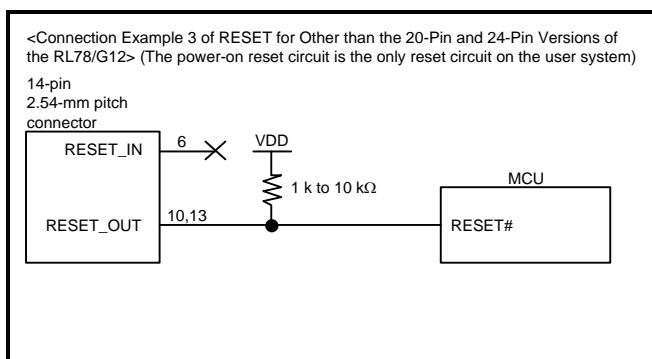 <Connection Example 3 of RESET for Other than the 20-Pin and 24-Pin Versions of
the RL78/G12> (The power-on reset circuit is the only reset circuit on the user system)
14-pin
2.54-mm pitch
connector
RESET_IN
6
VDD
1 k to 10 kΩ
MCU
RESET_OUT
10,13
RESET#